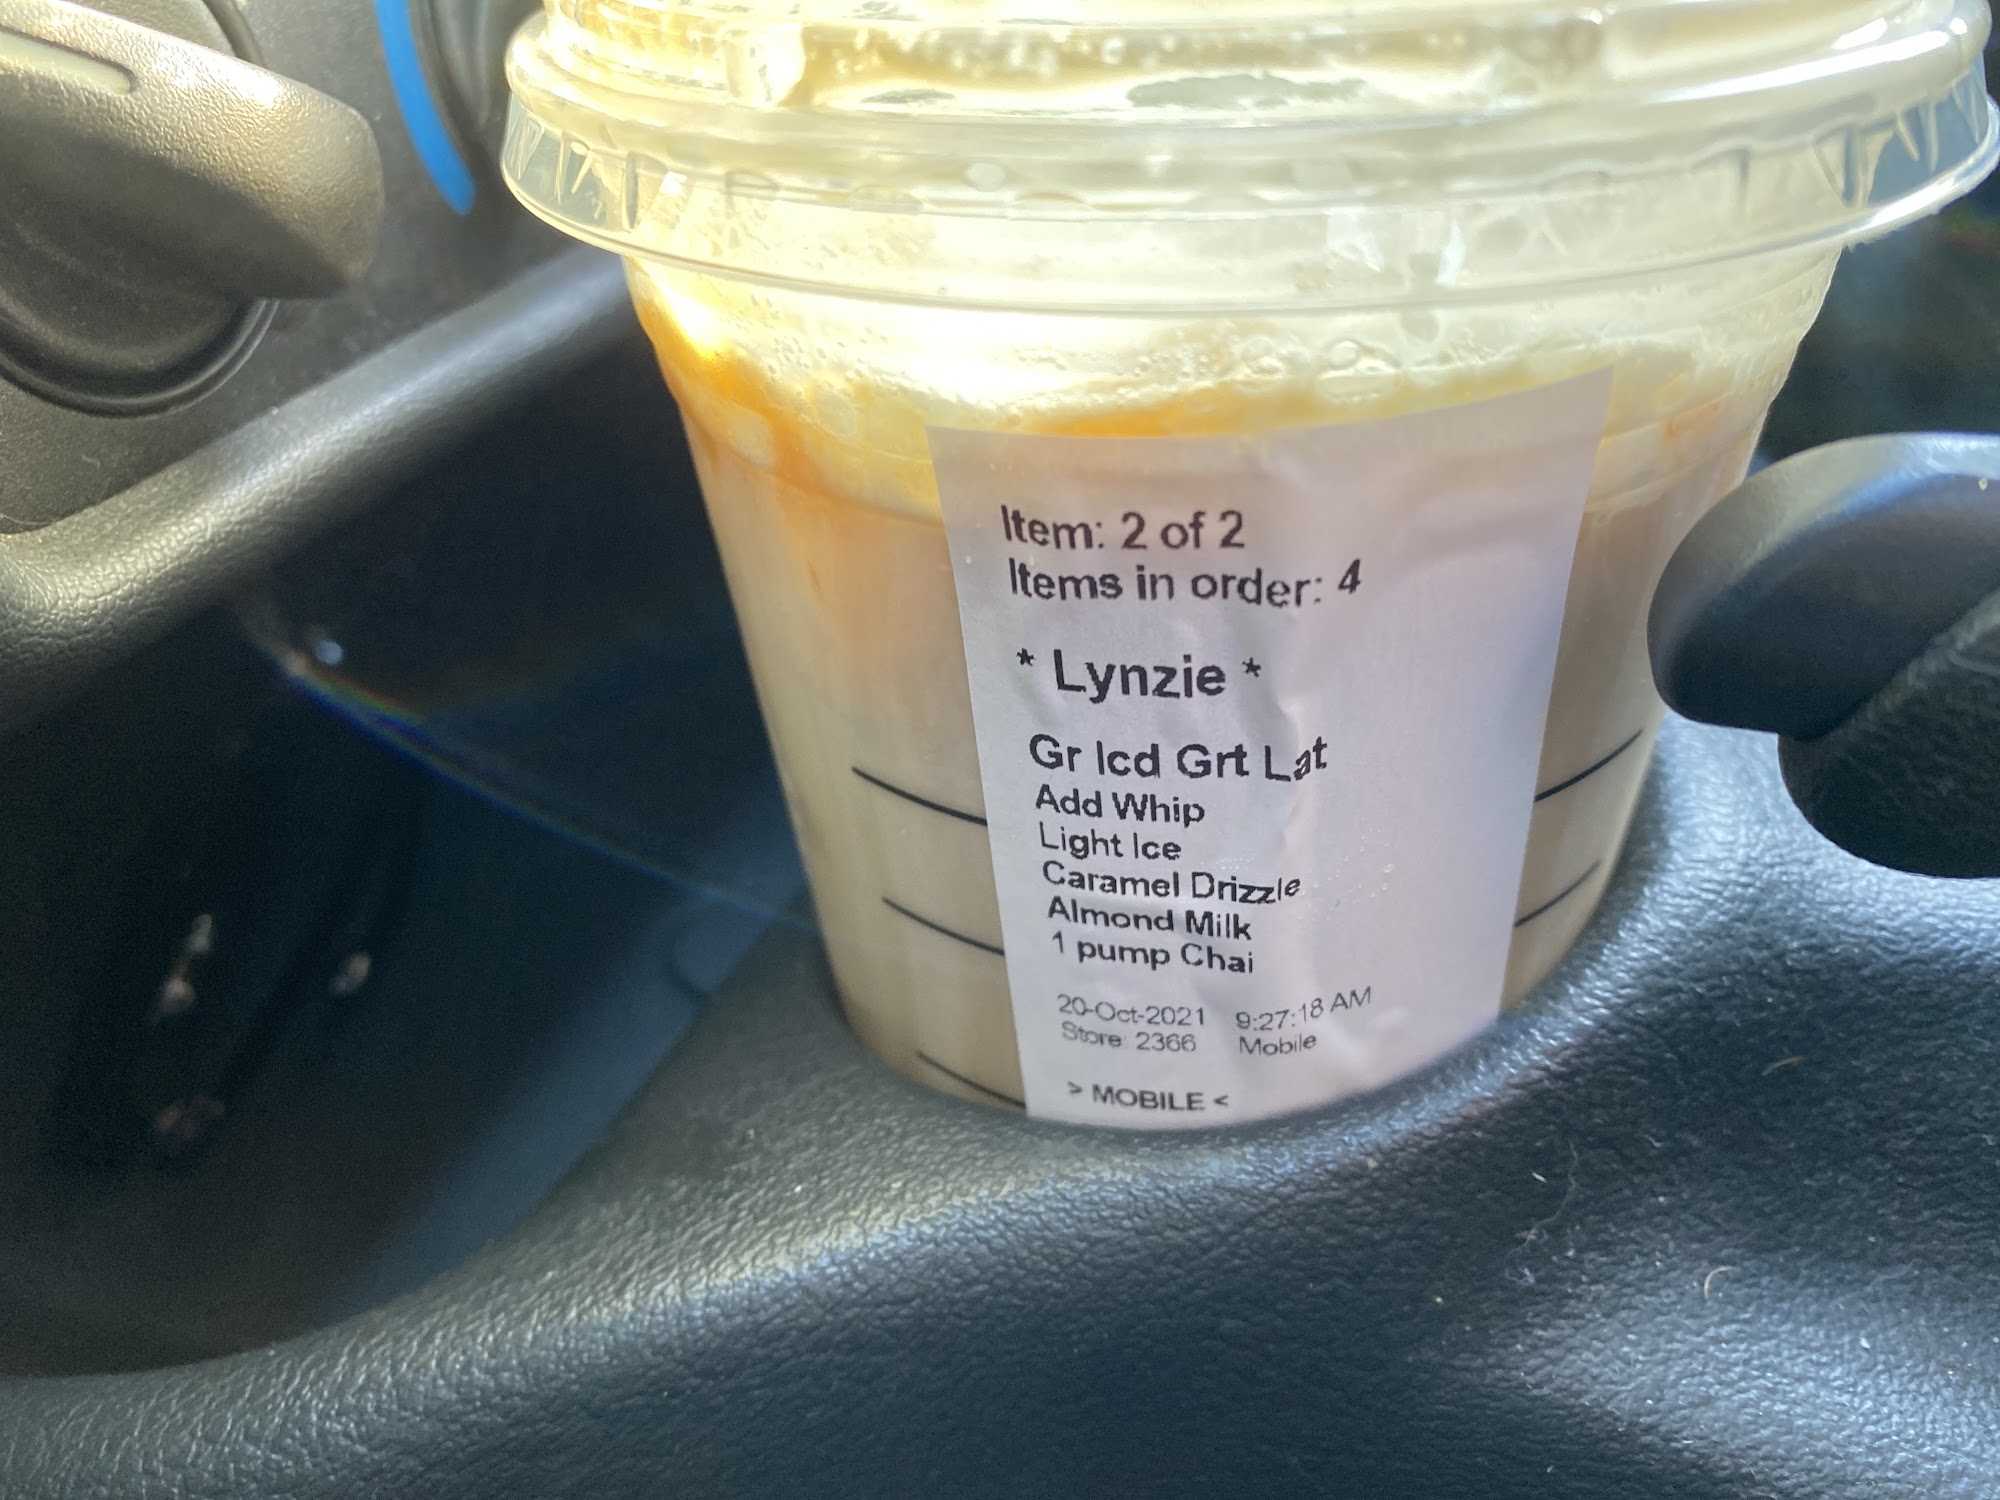 Item: 2 of 2
Items in order: 4
* Lynzie *
Gr Icd Grt Lat
Add Whip
Light Ice
Caramel Drizzle
Almond Milk
1 pump Chai
20-Oct-2021 9:27:18 AM
Store: 2366 Mobile
> MOBILE <